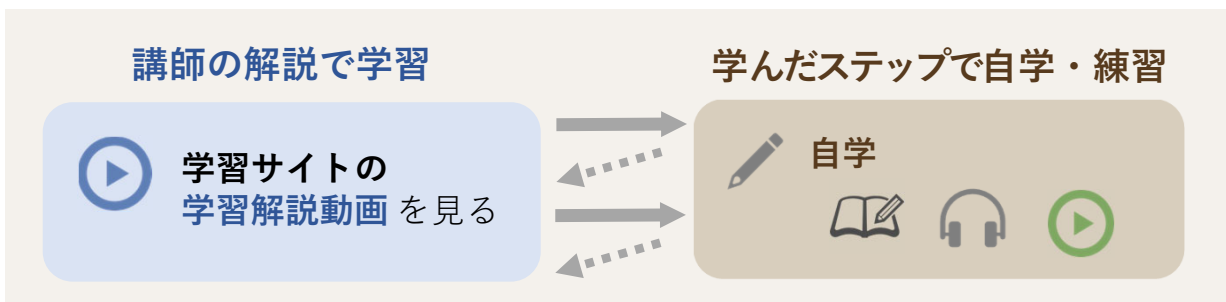 講師の解説で学習
学習サイトの
学習解説動画 を見る
学んだステップで自学・練習
自学